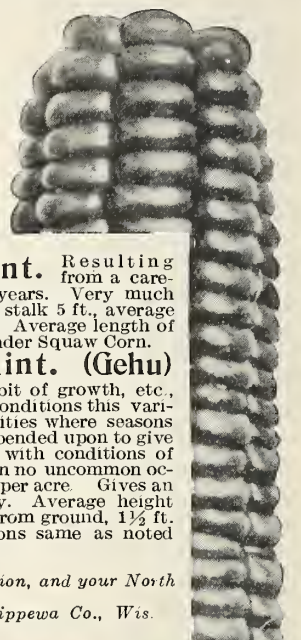 nt. Resulting
from a care-
years. Very much
stalk 5 ft., average
Average length of
nder Squaw Corn.
int. (Gehu)
bit of growth, etc.,
onditions this vari-
ities where seasons
pended upon to give
with conditions of
n no uncommon oc-
per acre. Gives an
y. Average height
rom ground, 1½ ft.
ons same as noted
ion, and your North
ippewa Co., Wis.